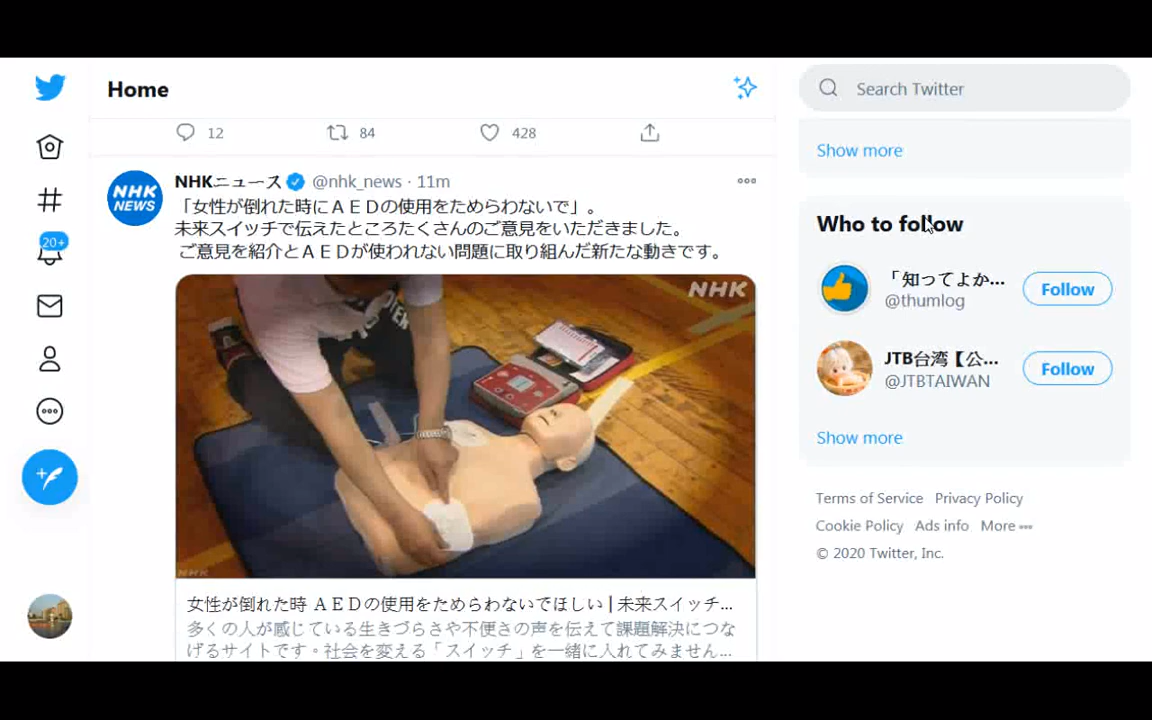 Home
Search Twitter
12 84 428
Show more
NHKニュース @nhk_news · 11m
NHK NEWS
「女性が倒れた時にＡＥＤの使用をためらわないで」。
未来スイッチで伝えたところたくさんのご意見をいただきました。
ご意見を紹介とＡＥＤが使われない問題に取り組んだ新たな動きです。
20+
NHK
Who to follow
「知ってよか...
@thumlog
Follow
JTB台湾【公...
@JTBTAIWAN
Follow
Show more
Terms of Service Privacy Policy
Cookie Policy Ads info More
© 2020 Twitter, Inc.
NHK
女性が倒れた時 ＡＥＤの使用をためらわないでほしい | 未来スイッチ...
多くの人が感じている生きづらさや不便さの声を伝えて課題解決につな
げるサイトです。社会を変える「スイッチ」を一緒に入れてみません...